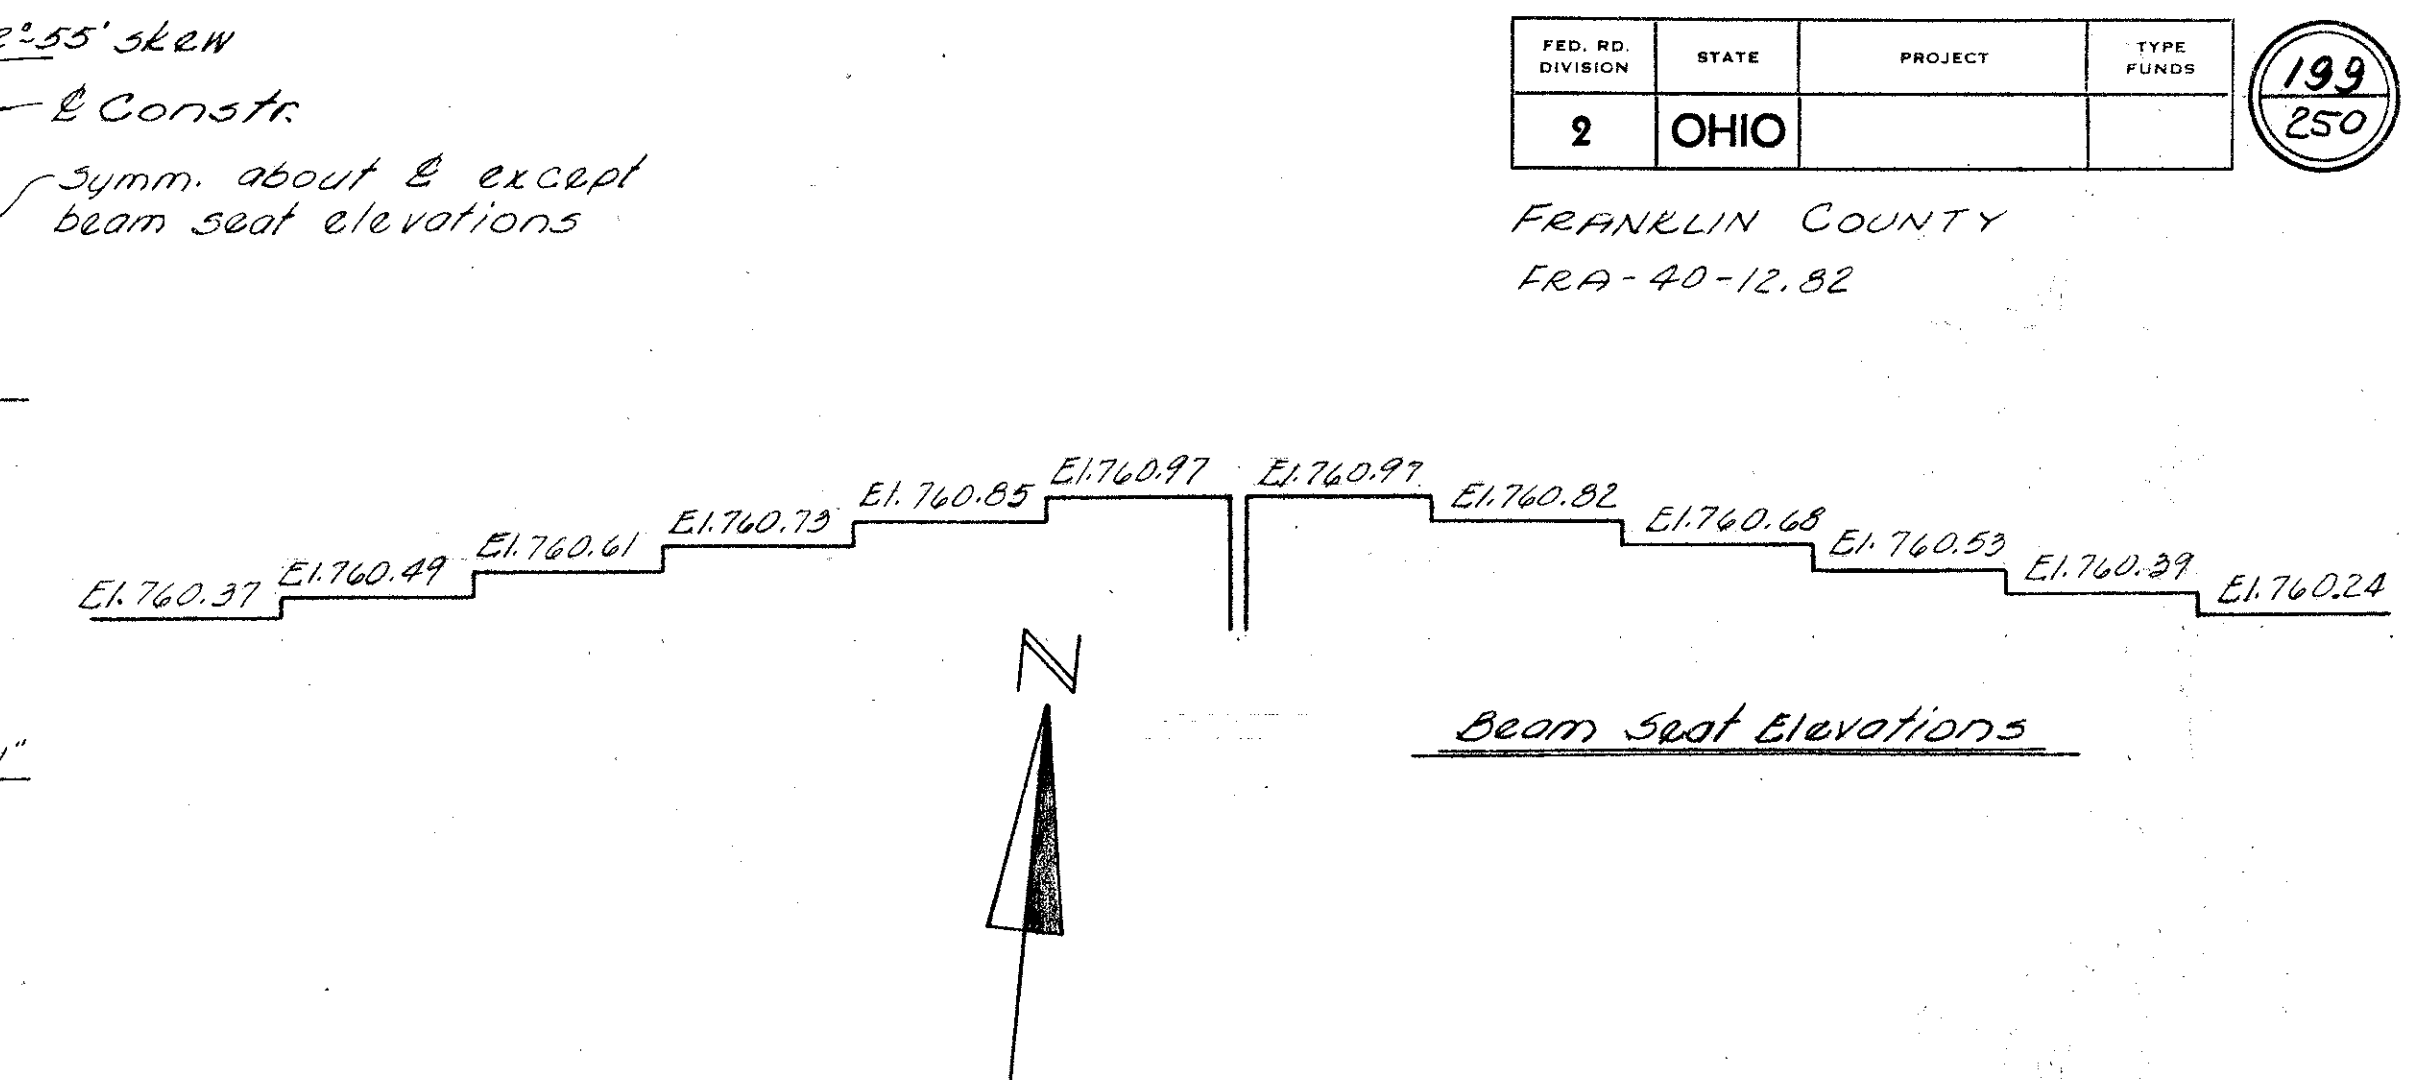 2°-55' skew
℄ Constr.
Symm. about ℄ except
beam seat elevations
FED. RD. DIVISION
STATE
PROJECT
TYPE FUNDS
2
OHIO
199
250
FRANKLIN COUNTY
FRA-40-12.82
El. 760.37
El. 760.49
El. 760.61
El. 760.73
El. 760.85
El. 760.97
El. 760.97
El. 760.82
El. 760.68
El. 760.53
El. 760.39
El. 760.24
N
Beam Seat Elevations